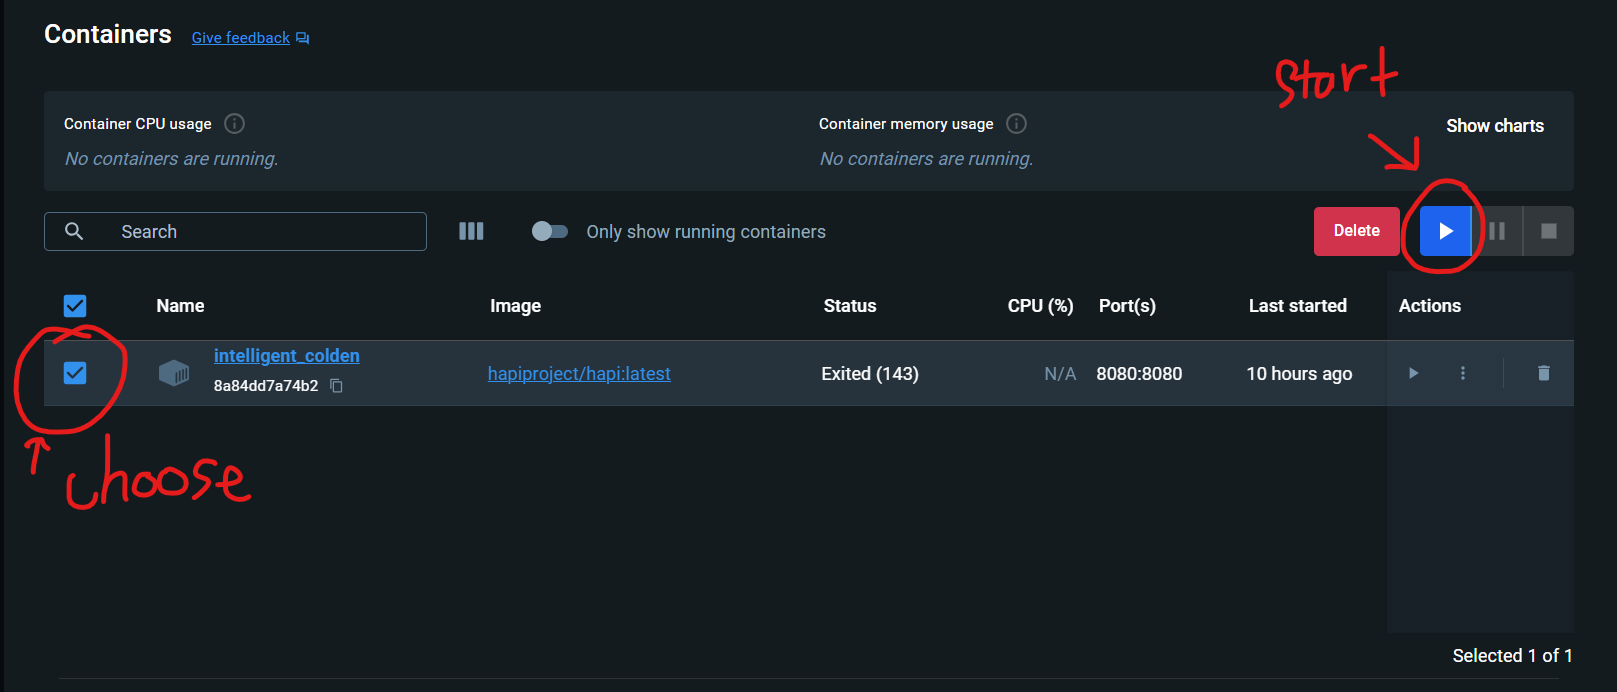 Containers Give feedback
start
Container CPU usage Container memory usage Show charts
No containers are running. No containers are running.
Search Only show running containers Delete
Name Image Status CPU (%) Port(s) Last started Actions
intelligent_colden
8a84dd7a74b2 hapiproject/hapi:latest Exited (143) N/A 8080:8080 10 hours ago
choose
Selected 1 of 1